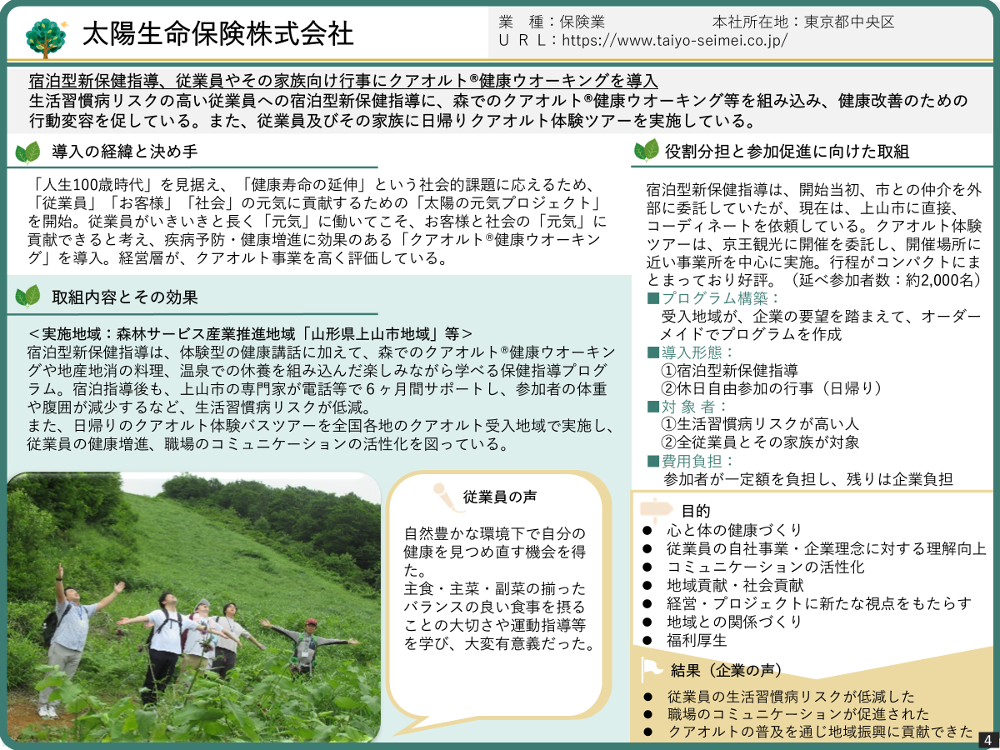 太陽生命保険株式会社
業　種：保険業　本社所在地：東京都中央区
ＵＲＬ：https://www.taiyo-seimei.co.jp/
宿泊型新保健指導、従業員やその家族向け行事にクアオルト®健康ウオーキングを導入
生活習慣病リスクの高い従業員への宿泊型新保健指導に、森でのクアオルト®健康ウオーキング等を組み込み、健康改善のための
行動変容を促している。また、従業員及びその家族に日帰りクアオルト体験ツアーを実施している。
導入の経緯と決め手
「人生100歳時代」を見据え、「健康寿命の延伸」という社会的課題に応えるため、
「従業員」「お客様」「社会」の元気に貢献するための「太陽の元気プロジェクト」
を開始。従業員がいきいきと長く「元気」に働いてこそ、お客様と社会の「元気」に
貢献できると考え、疾病予防・健康増進に効果のある「クアオルト®健康ウオーキン
グ」を導入。経営層が、クアオルト事業を高く評価している。
取組内容とその効果
＜実施地域：森林サービス産業推進地域「山形県上山市地域」等＞
宿泊型新保健指導は、体験型の健康講話に加えて、森でのクアオルト®健康ウオーキン
グや地産地消の料理、温泉での休養を組み込んだ楽しみながら学べる保健指導プログ
ラム。宿泊指導後も、上山市の専門家が電話等で６ヶ月間サポートし、参加者の体重
や腹囲が減少するなど、生活習慣病リスクが低減。
また、日帰りのクアオルト体験バスツアーを全国各地のクアオルト受入地域で実施し、
従業員の健康増進、職場のコミュニケーションの活性化を図っている。
従業員の声
自然豊かな環境下で自分の
健康を見つめ直す機会を得
た。
主食・主菜・副菜の揃った
バランスの良い食事を摂る
ことの大切さや運動指導等
を学び、大変有意義だった。
役割分担と参加促進に向けた取組
宿泊型新保健指導は、開始当初、市との仲介を外
部に委託していたが、現在は、上山市に直接、
コーディネートを依頼している。クアオルト体験
ツアーは、京王観光に開催を委託し、開催場所に
近い事業所を中心に実施。行程がコンパクトにま
とまっており好評。（延べ参加者数：約2,000名）
■プログラム構築：
受入地域が、企業の要望を踏まえて、オーダー
メイドでプログラムを作成
■導入形態：
①宿泊型新保健指導
②休日自由参加の行事（日帰り）
■対 象 者：
①生活習慣病リスクが高い人
②全従業員とその家族が対象
■費用負担：
参加者が一定額を負担し、残りは企業負担
目的
● 心と体の健康づくり
● 従業員の自社事業・企業理念に対する理解向上
● コミュニケーションの活性化
● 地域貢献・社会貢献
● 経営・プロジェクトに新たな視点をもたらす
● 地域との関係づくり
● 福利厚生
結果（企業の声）
● 従業員の生活習慣病リスクが低減した
● 職場のコミュニケーションが促進された
● クアオルトの普及を通じ地域振興に貢献できた
4